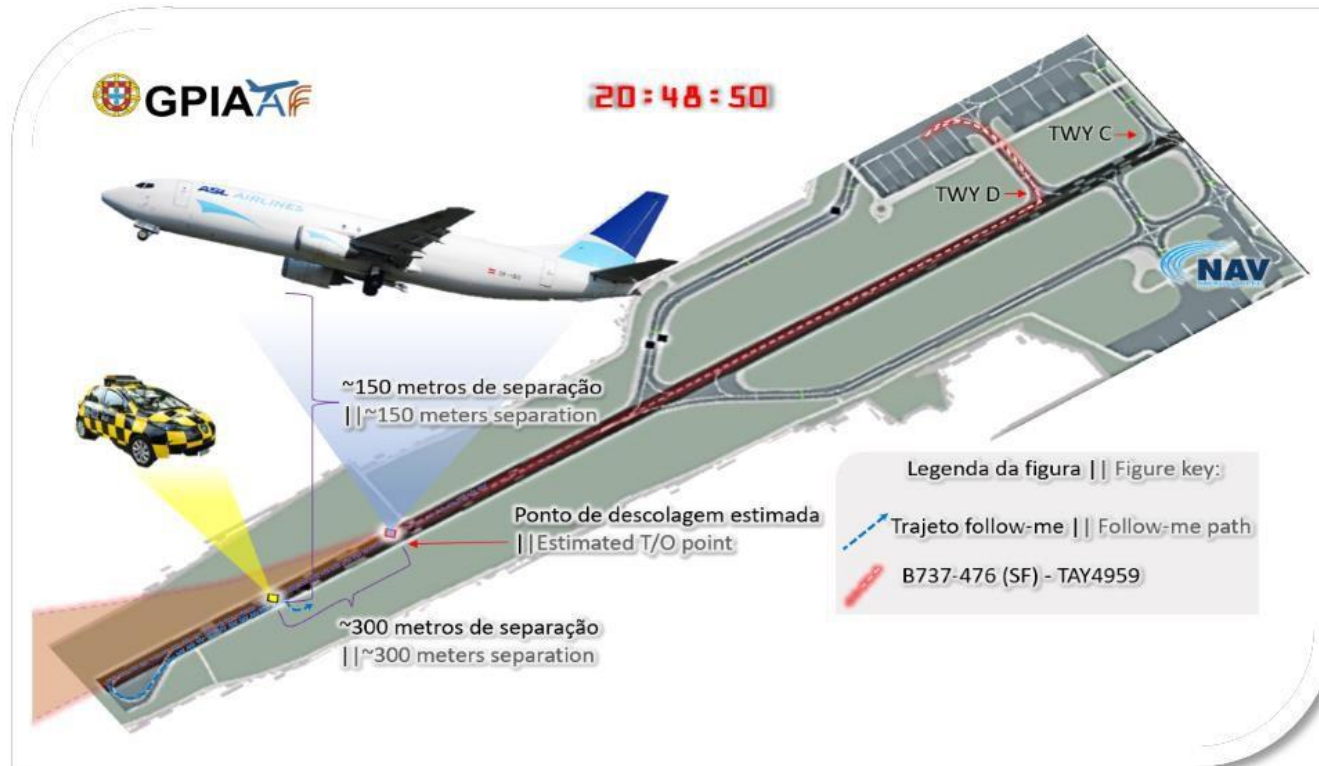 GPIAAF
20:48:50
TWY C
TWY D
ASL AIRLINES
NAV
~150 metros de separação
||~150 meters separation
Legenda da figura || Figure key:
Ponto de descolagem estimada
||Estimated T/O point
Trajeto follow-me || Follow-me path
B737-476 (SF) - TAY4959
~300 metros de separação
||~300 meters separation